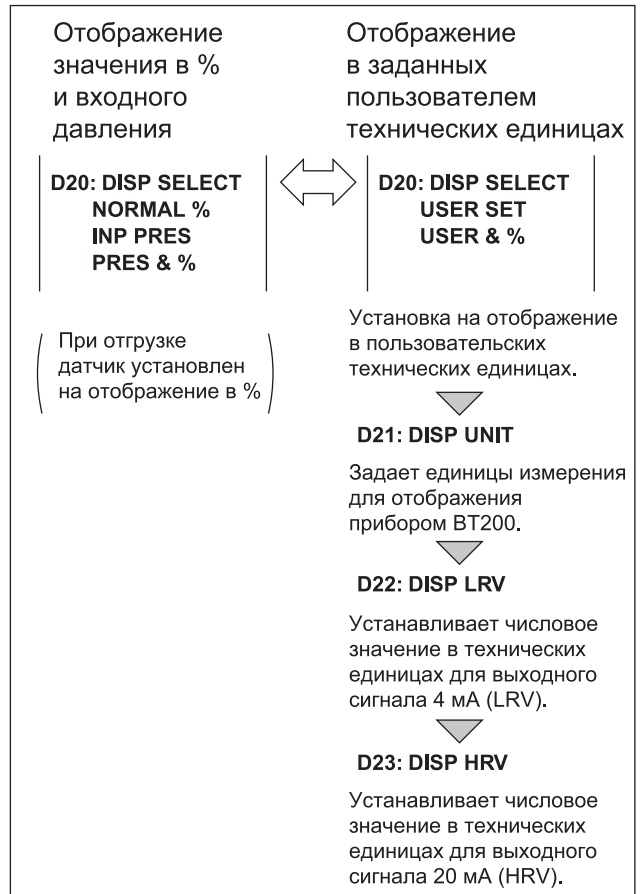 Отображение
значения в %
и входного
давления
D20: DISP SELECT
NORMAL %
INP PRES
PRES & %
При отгрузке
датчик установлен
на отображение в %
Отображение
в заданных
пользователем
технических единицах
D20: DISP SELECT
USER SET
USER & %
Установка на отображение
в пользовательских
технических единицах.
D21: DISP UNIT
Задает единицы измерения
для отображения
прибором BT200.
D22: DISP LRV
Устанавливает числовое
значение в технических
единицах для выходного
сигнала 4 мА (LRV).
D23: DISP HRV
Устанавливает числовое
значение в технических
единицах для выходного
сигнала 20 мА (HRV).